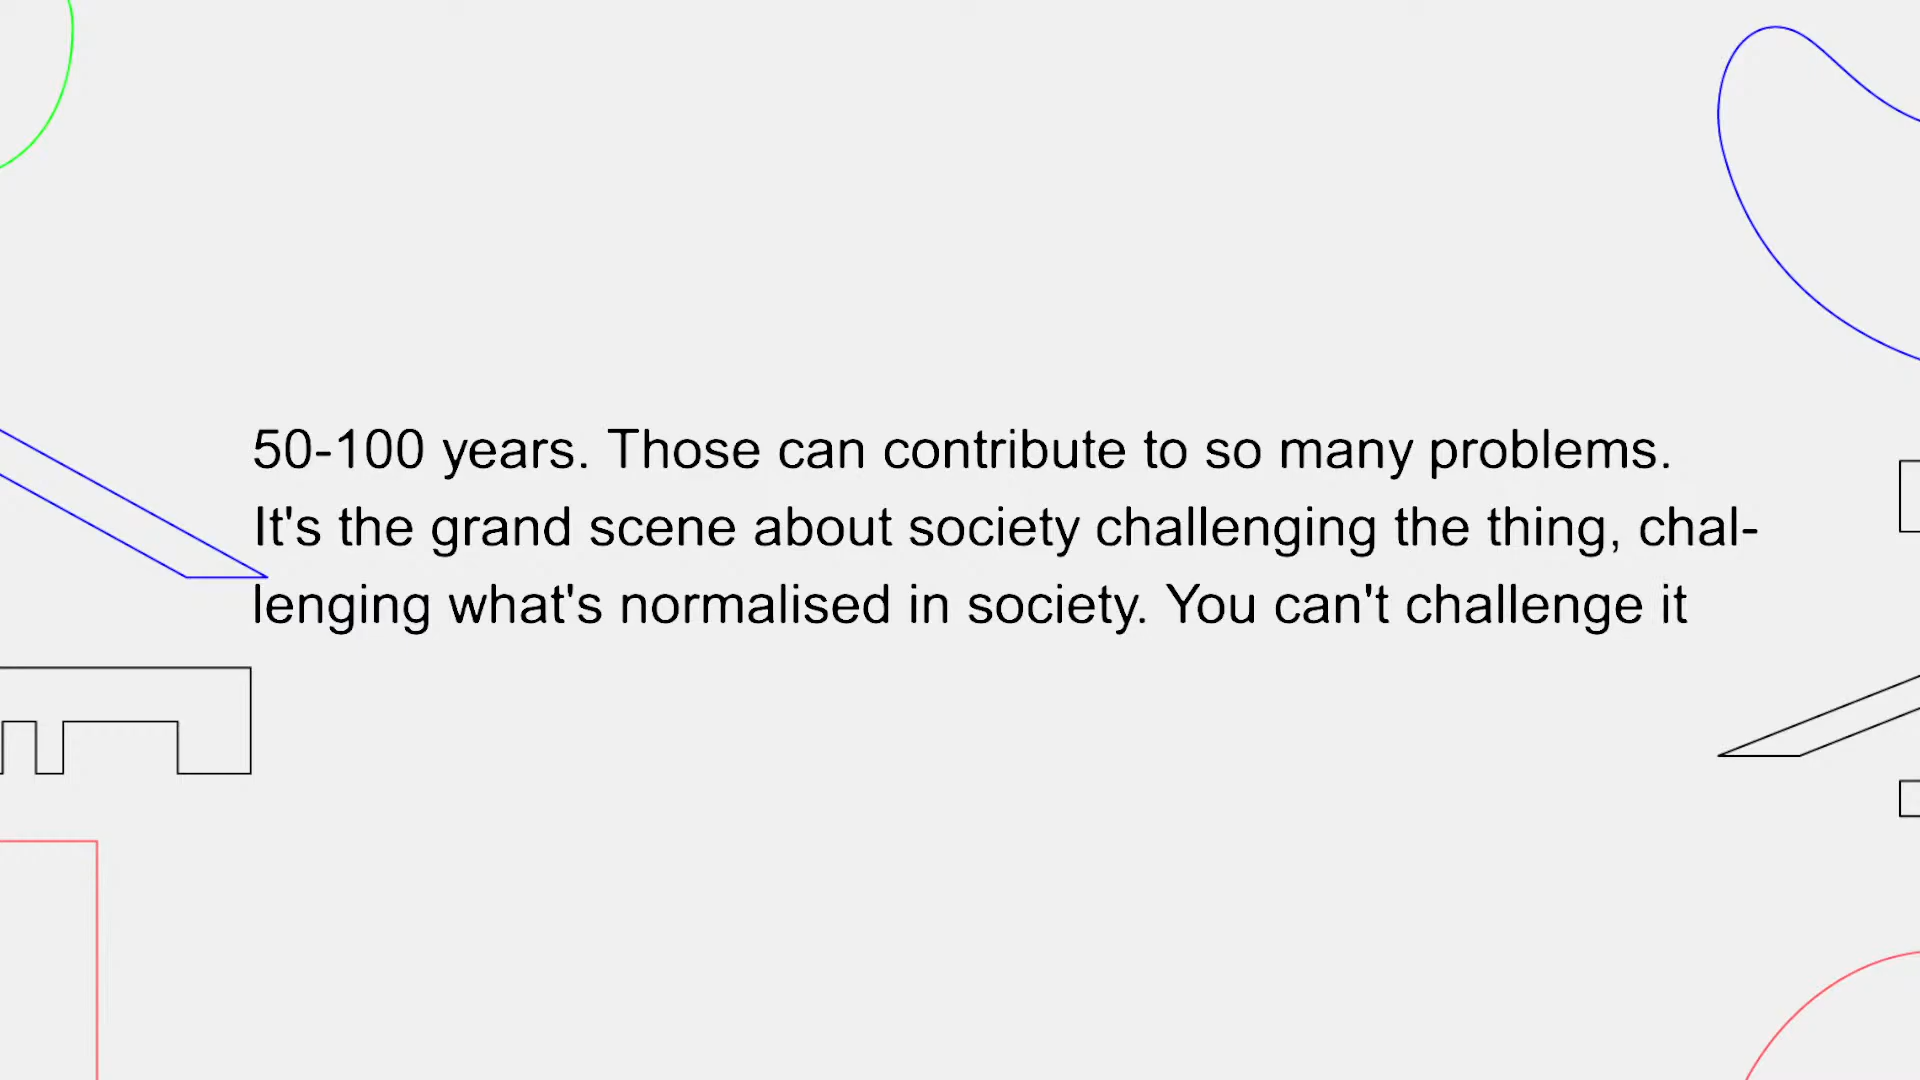 50-100 years. Those can contribute to so many problems.
It's the grand scene about society challenging the thing, chal-
lenging what's normalised in society. You can't challenge it